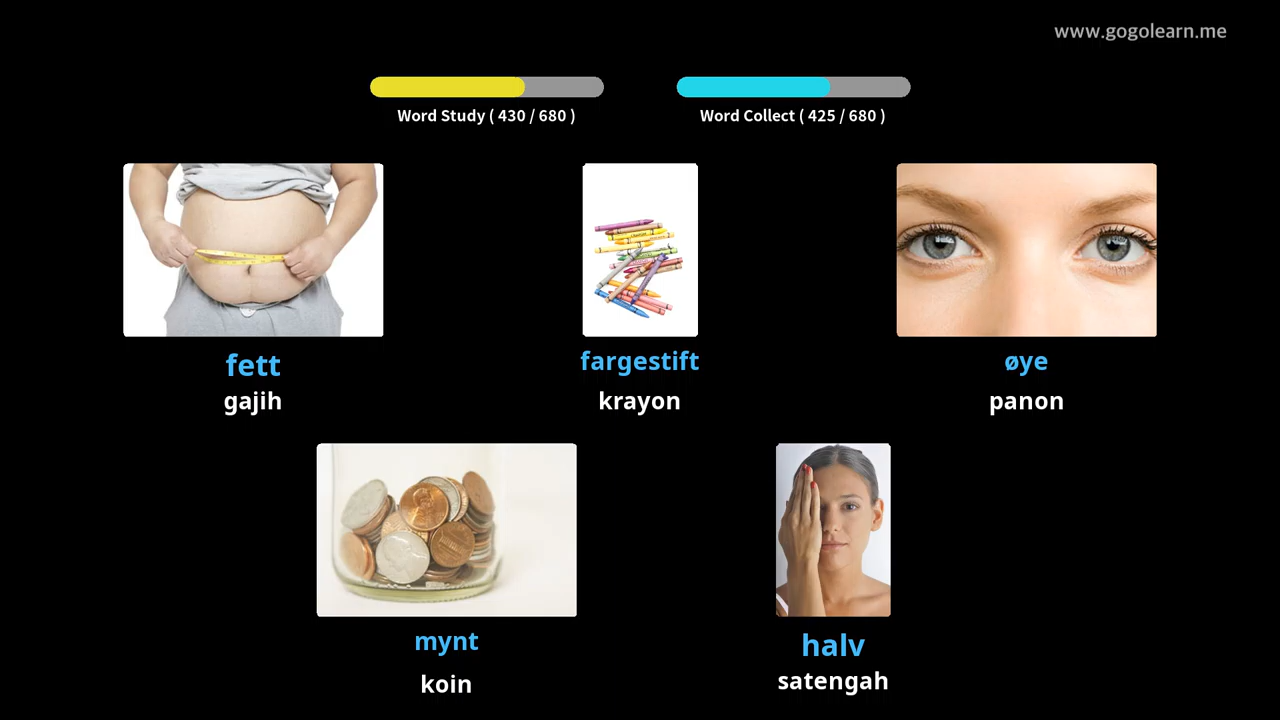 www.gogolearn.me
Word Study ( 430 / 680 )
Word Collect ( 425 / 680 )
fett
gajih
fargestift
krayon
øye
panon
mynt
koin
halv
satengah